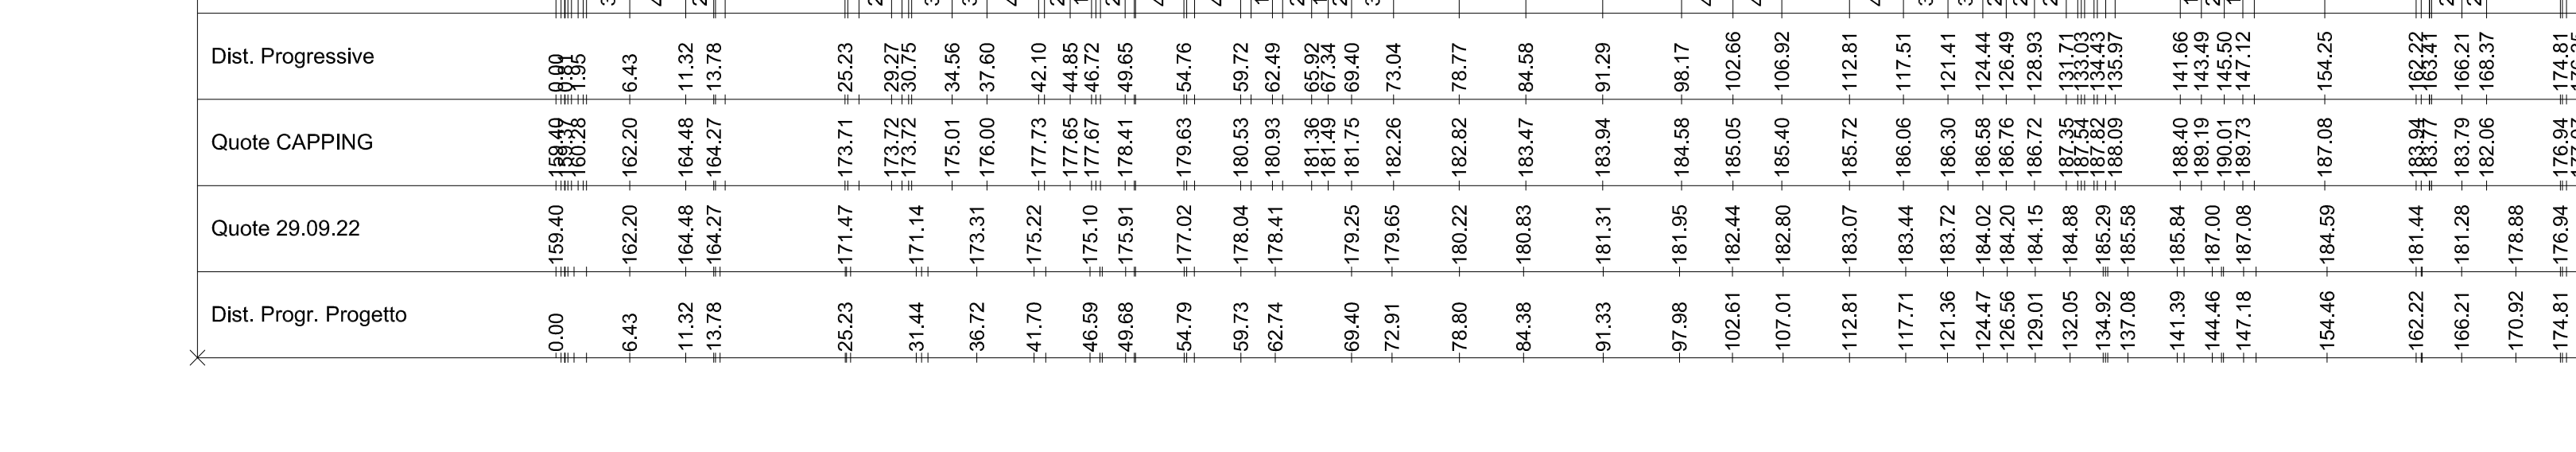 Dist. Progressive 0.00 0.81 1.95 6.43 11.32 13.78 25.23 29.27 30.75 34.56 37.60 42.10 44.85 46.72 49.65 54.76 59.72 62.49 65.92 67.34 69.40 73.04 78.77 84.58 91.29 98.17 102.66 106.92 112.81 117.51 121.41 124.44 126.49 128.93 131.71 133.03 134.43 135.97 141.66 143.49 145.50 147.12 154.25 162.22 163.41 166.21 168.37 174.81
Quote CAPPING 159.40 160.28 162.20 164.48 164.27 173.71 173.72 173.72 175.01 176.00 177.73 177.65 177.67 178.41 179.63 180.53 180.93 181.36 181.49 181.75 182.26 182.82 183.47 183.94 184.58 185.05 185.40 185.72 186.06 186.30 186.58 186.76 186.72 187.35 187.54 187.82 188.09 188.40 189.19 190.01 189.73 187.08 183.94 183.77 183.79 182.06 176.94
Quote 29.09.22 159.40 162.20 164.48 164.27 171.47 171.14 173.31 175.22 175.10 175.91 177.02 178.04 178.41 179.25 179.65 180.22 180.83 181.31 181.95 182.44 182.80 183.07 183.44 183.72 184.02 184.20 184.15 184.88 185.29 185.58 185.84 187.00 187.08 184.59 181.44 181.28 178.88 176.94
Dist. Progr. Progetto 0.00 6.43 11.32 13.78 25.23 31.44 36.72 41.70 46.59 49.68 54.79 59.73 62.74 69.40 72.91 78.80 84.38 91.33 97.98 102.61 107.01 112.81 117.71 121.36 124.47 126.56 129.01 132.05 134.92 137.08 141.39 144.46 147.18 154.46 162.22 166.21 170.92 174.81